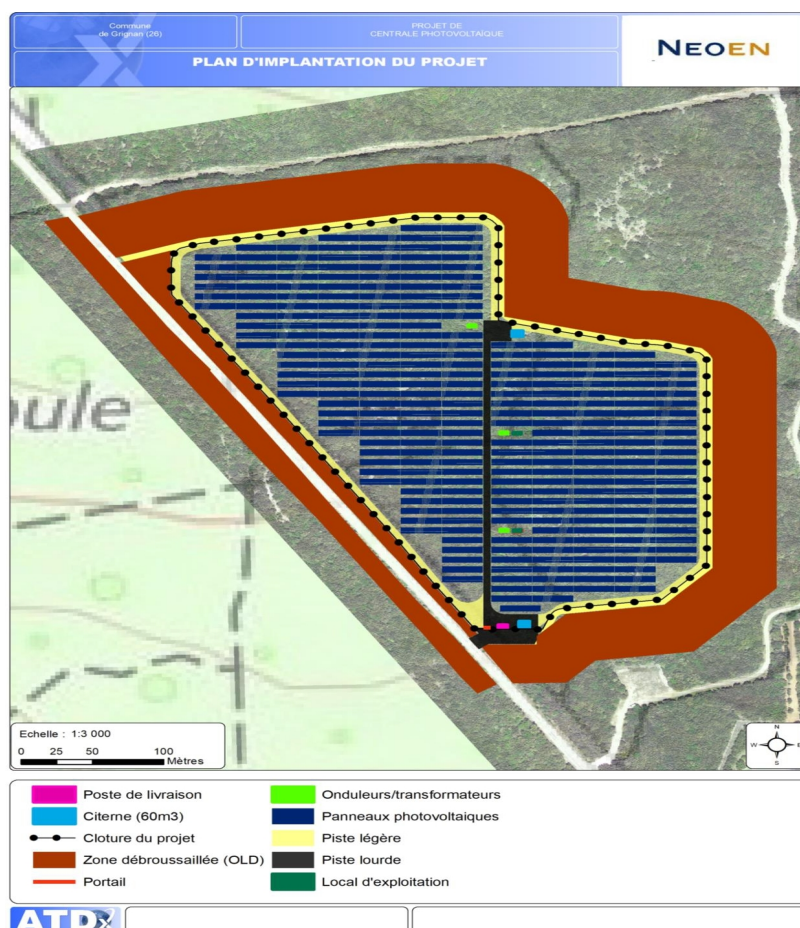 Commune
de Grignan (26)
PROJET DE
CENTRALE PHOTOVOLTAÏQUE
PLAN D'IMPLANTATION DU PROJET
NEOEN
oule
Echelle : 1:3 000
0 25 50 100
Mètres
N
W E
S
Poste de livraison
Citerne (60m3)
Cloture du projet
Zone débroussaillée (OLD)
Portail
Onduleurs/transformateurs
Panneaux photovoltaiques
Piste légère
Piste lourde
Local d'exploitation
ATDx